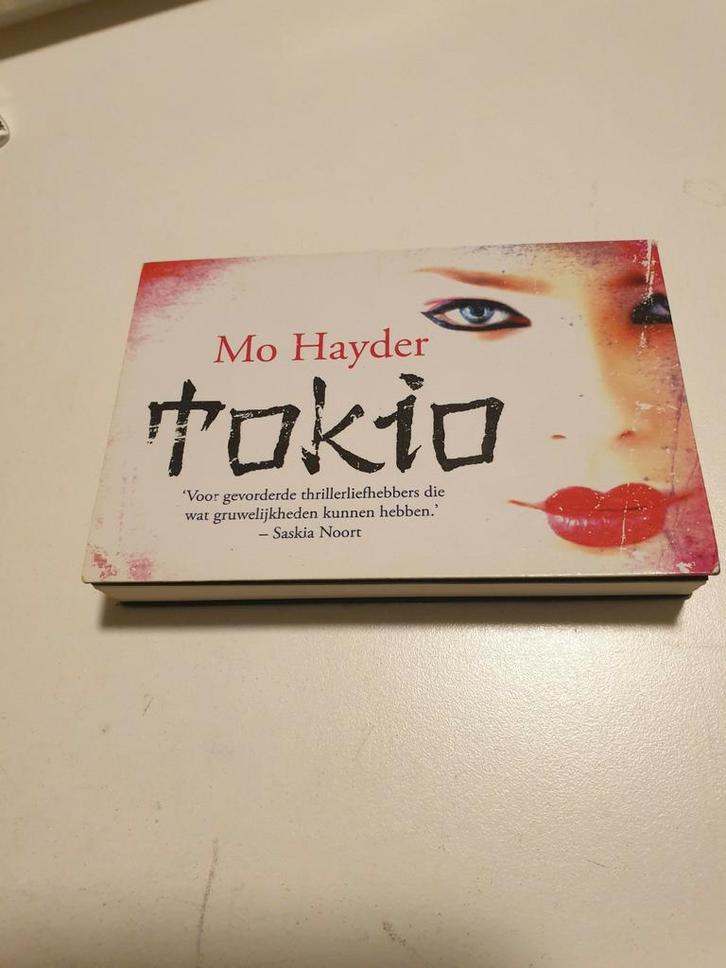 Mo Hayder
Tokio
‘Voor gevorderde thrillerliefhebbers die
wat gruwelijkheden kunnen hebben.’
– Saskia Noort